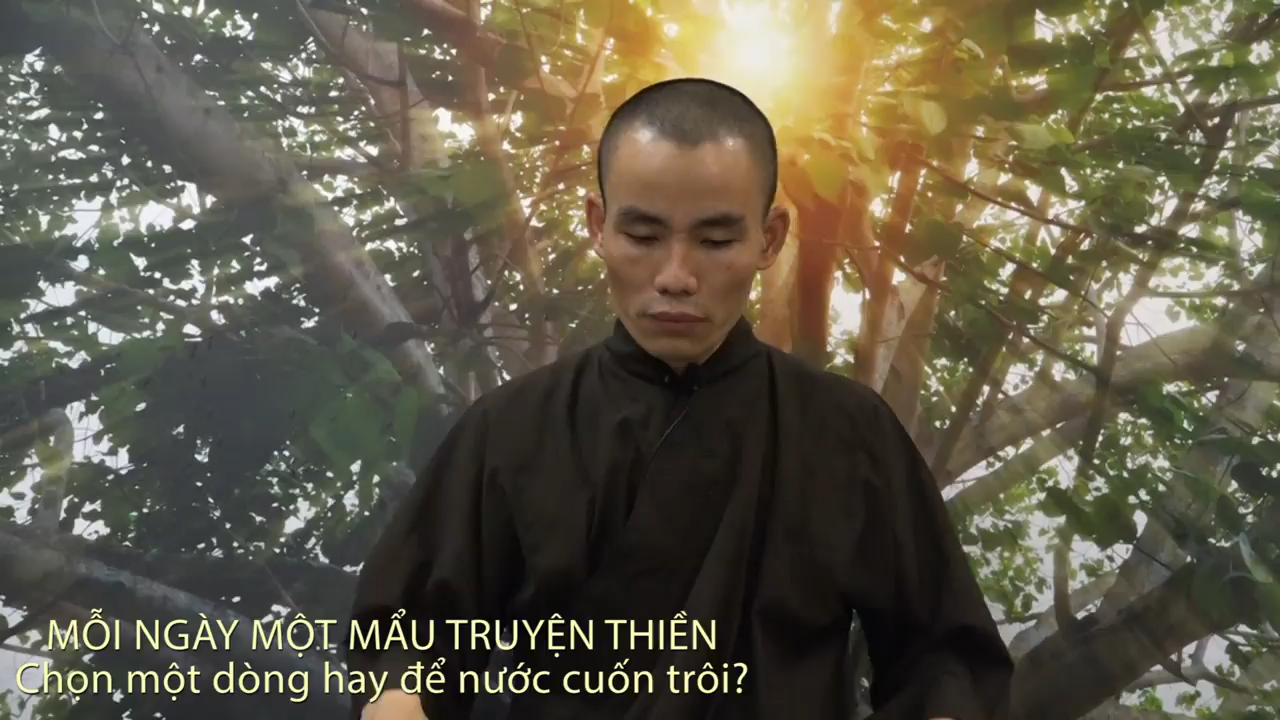 MỖI NGÀY MỘT MẨU TRUYỆN THIỀN
Chọn một dòng hay để nước cuốn trôi?